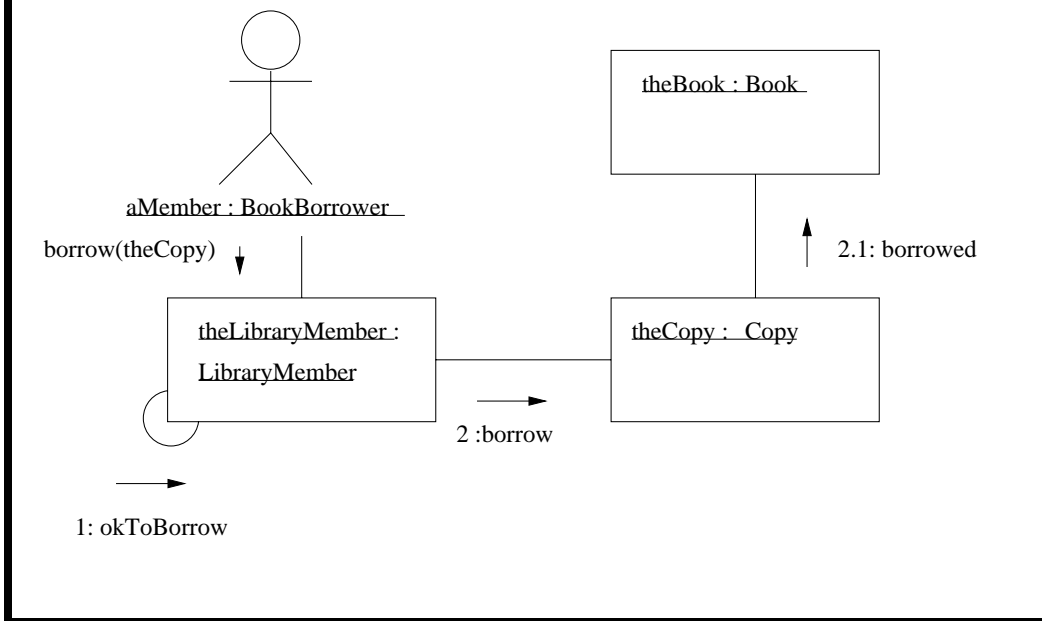 theBook : Book
aMember : BookBorrower
borrow(theCopy)
2.1: borrowed
theLibraryMember :
LibraryMember
theCopy : Copy
2 :borrow
1: okToBorrow